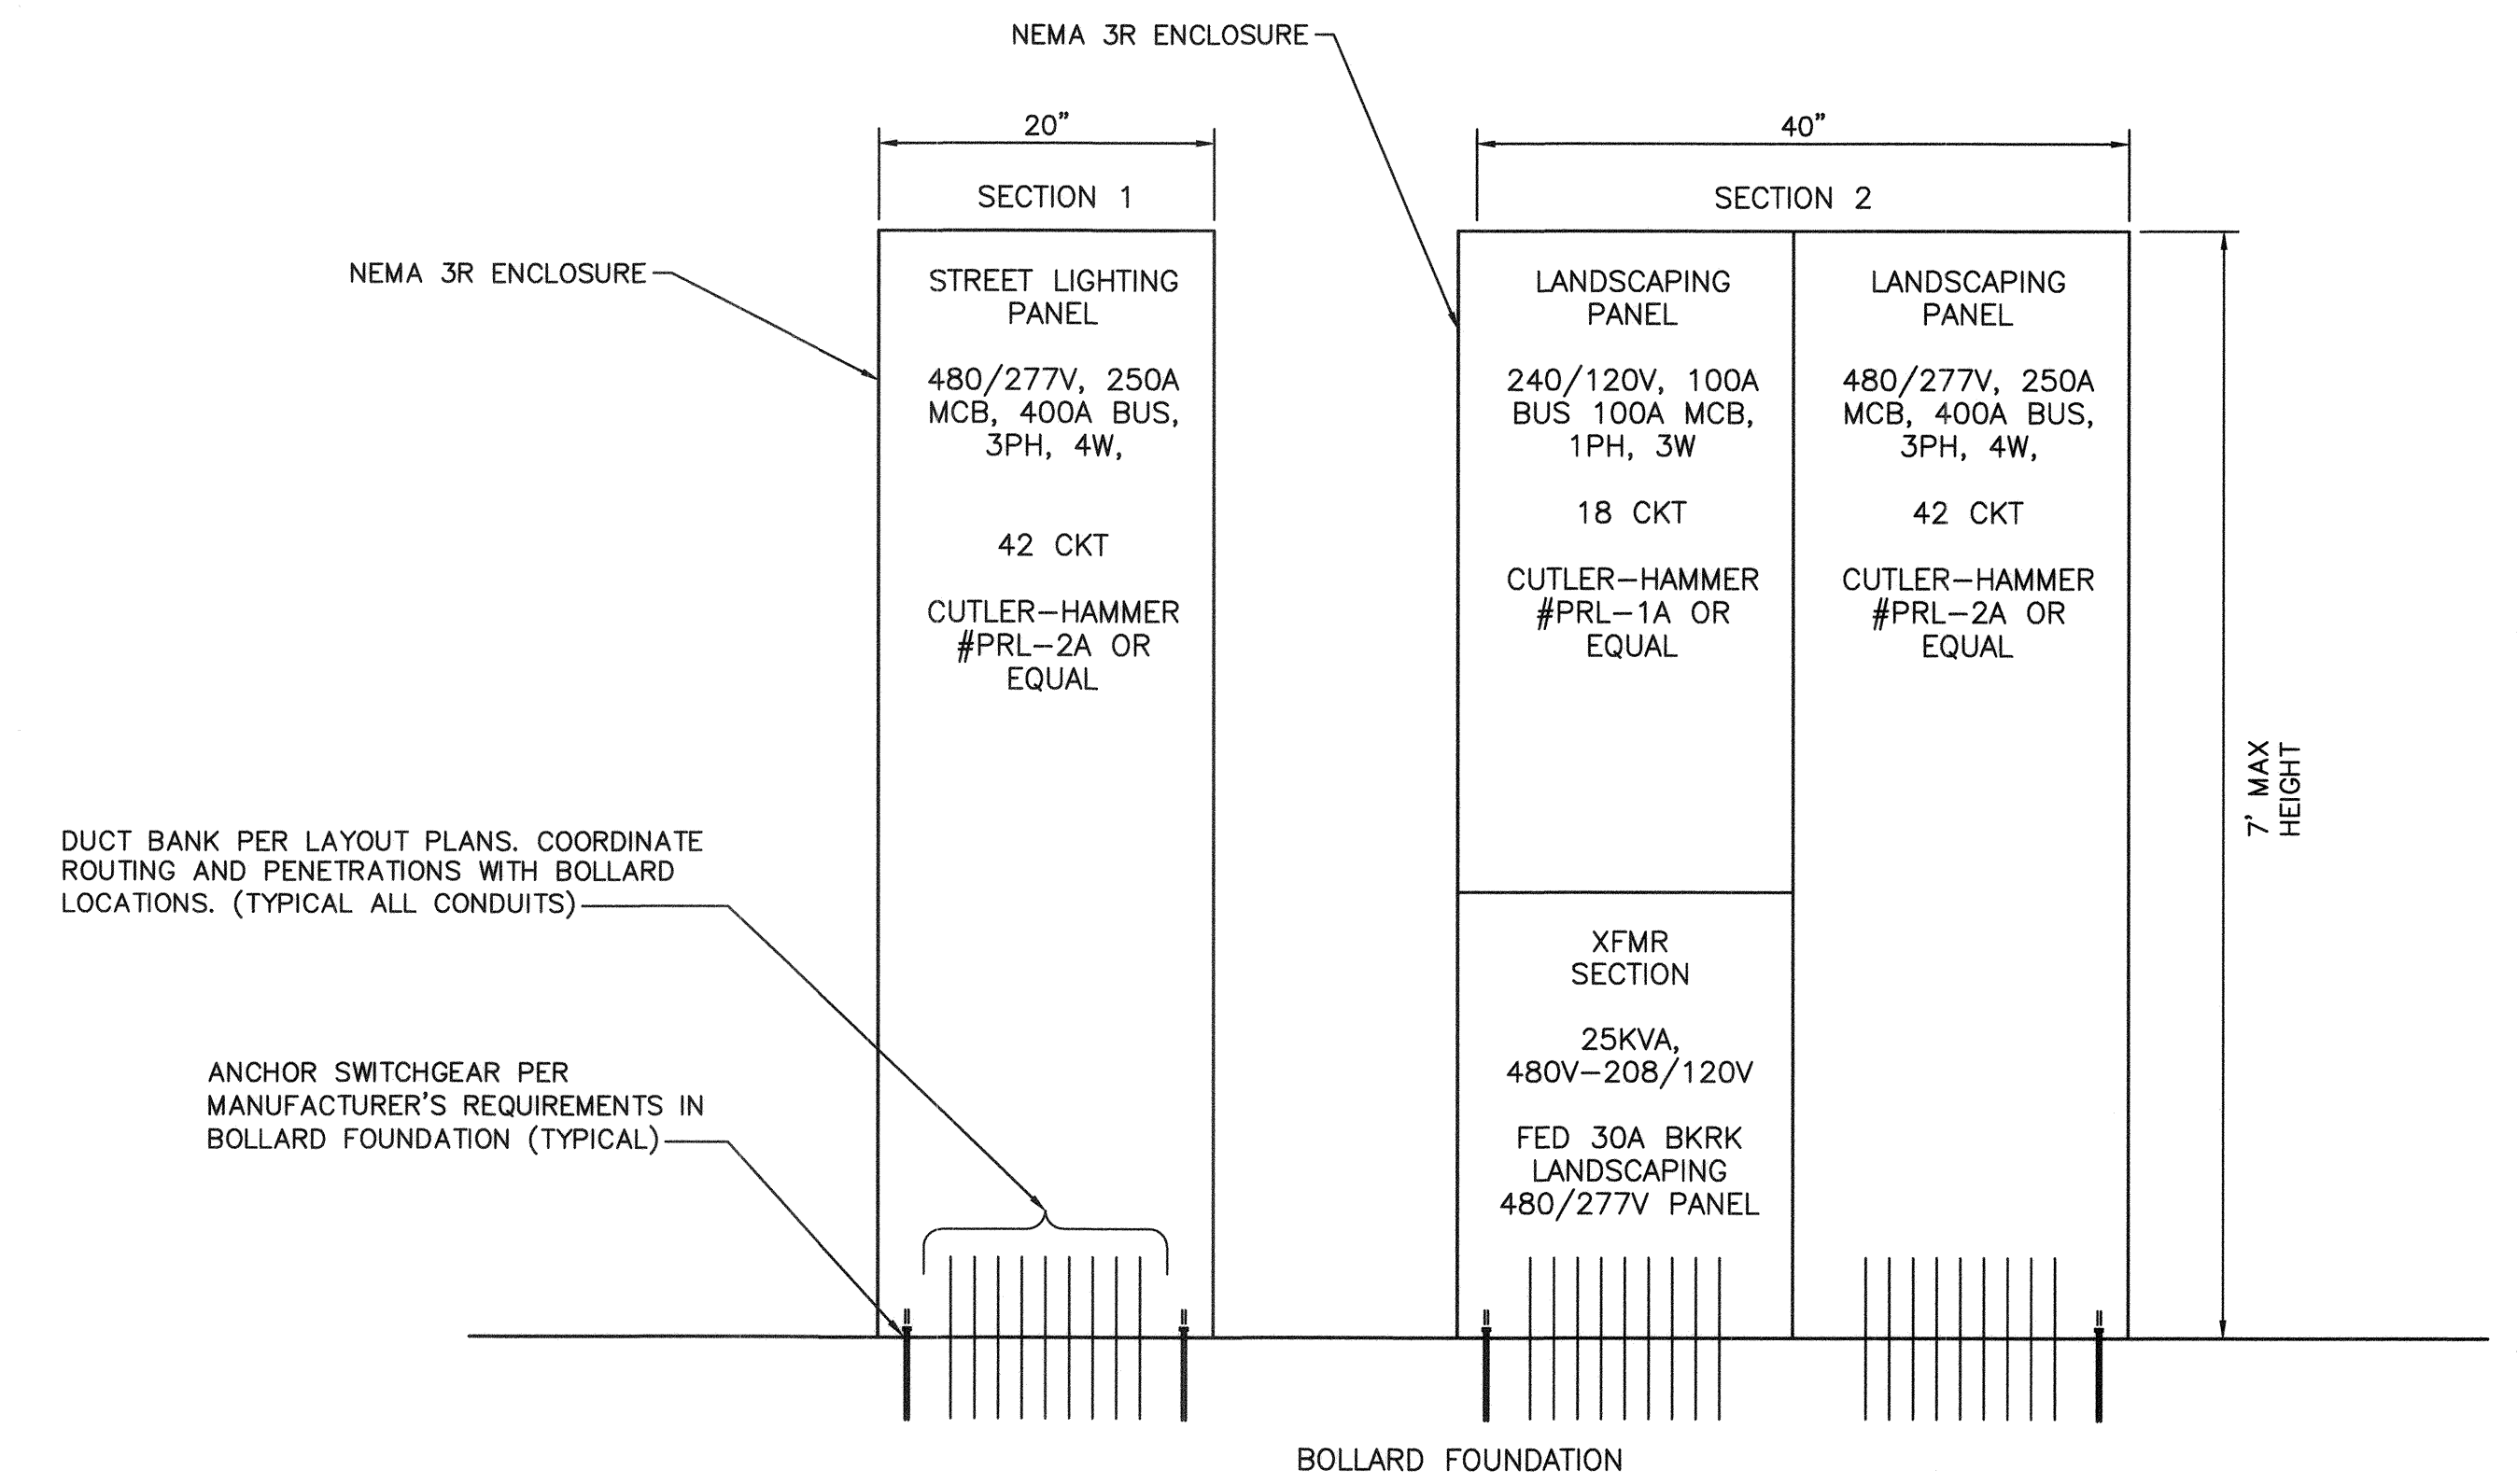 NEMA 3R ENCLOSURE
20"
40"
SECTION 1
SECTION 2
NEMA 3R ENCLOSURE
STREET LIGHTING
PANEL
480/277V, 250A
MCB, 400A BUS,
3PH, 4W,
42 CKT
CUTLER-HAMMER
#PRL-2A OR
EQUAL
LANDSCAPING
PANEL
240/120V, 100A
BUS 100A MCB,
1PH, 3W
18 CKT
CUTLER-HAMMER
#PRL-1A OR
EQUAL
LANDSCAPING
PANEL
480/277V, 250A
MCB, 400A BUS,
3PH, 4W,
42 CKT
CUTLER-HAMMER
#PRL-2A OR
EQUAL
7' MAX
HEIGHT
DUCT BANK PER LAYOUT PLANS. COORDINATE
ROUTING AND PENETRATIONS WITH BOLLARD
LOCATIONS. (TYPICAL ALL CONDUITS)
XFMR
SECTION
25KVA,
480V-208/120V
FED 30A BKRK
LANDSCAPING
480/277V PANEL
ANCHOR SWITCHGEAR PER
MANUFACTURER'S REQUIREMENTS IN
BOLLARD FOUNDATION (TYPICAL)
BOLLARD FOUNDATION